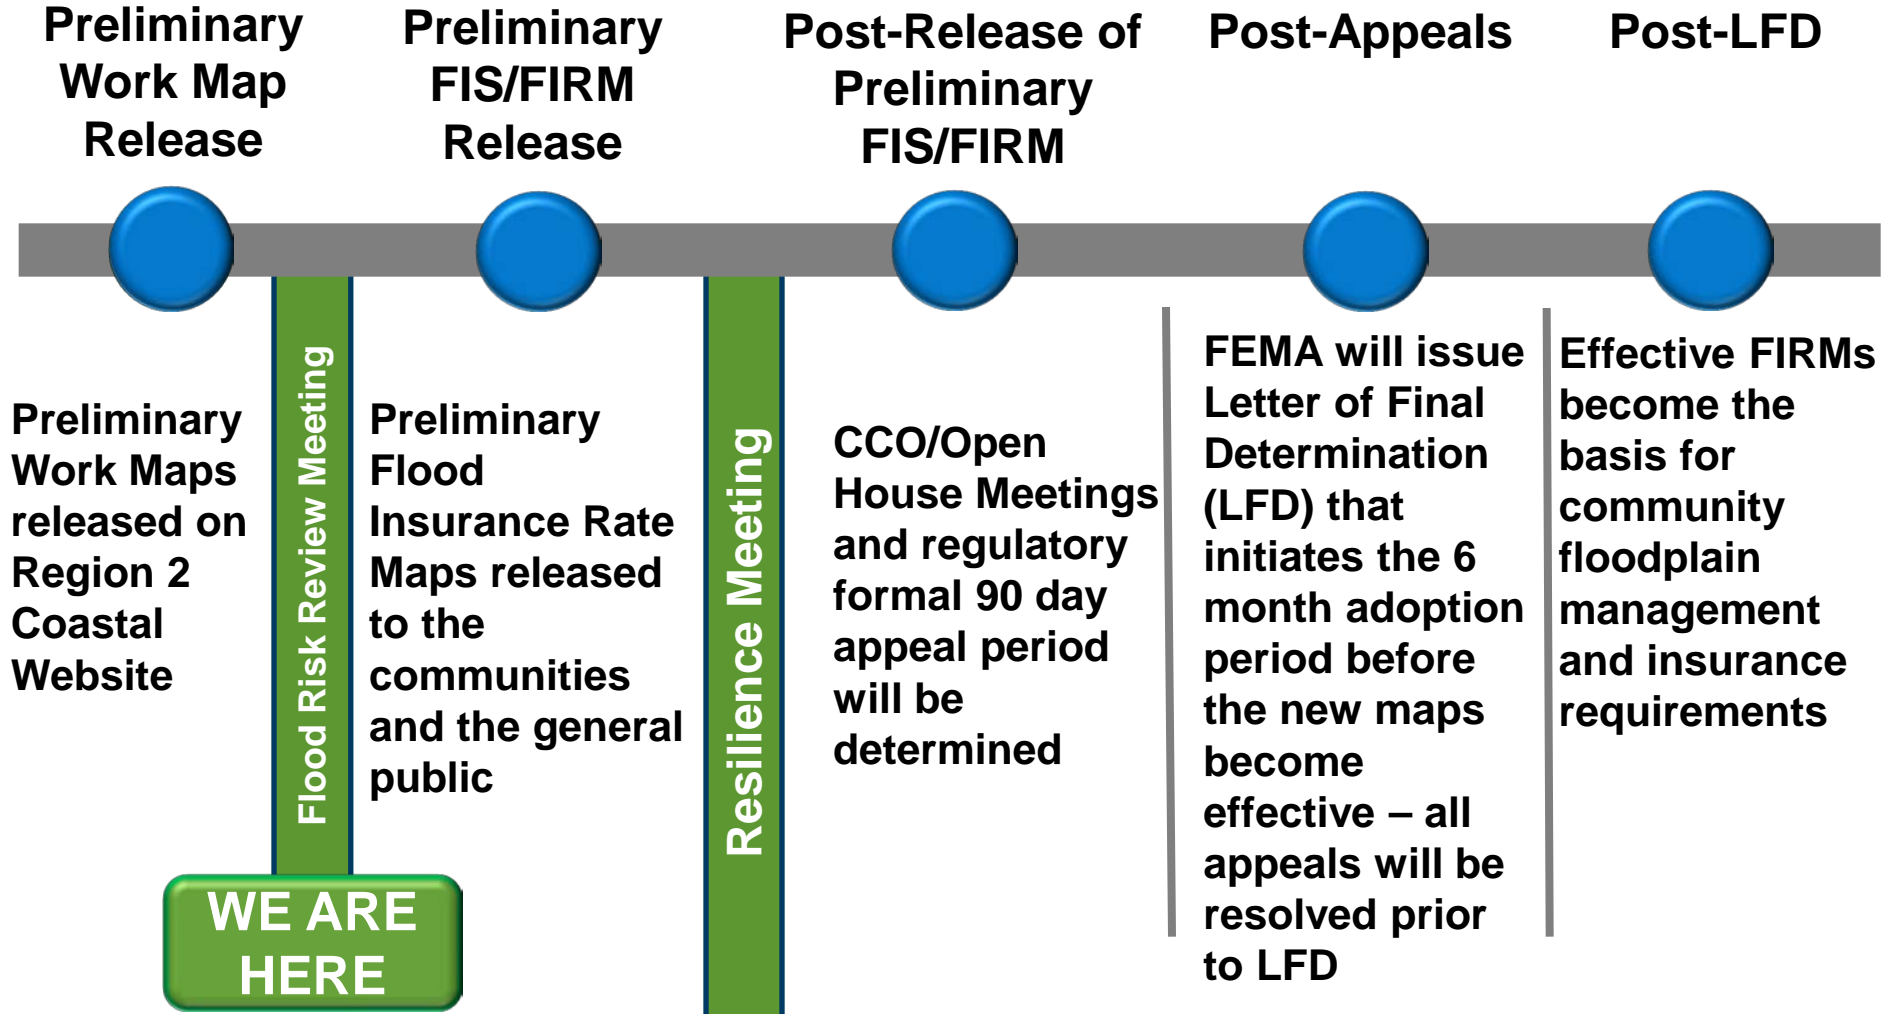 Preliminary
Work Map
Release
Preliminary
FIS/FIRM
Release
Post-Release of
Preliminary
FIS/FIRM
Post-Appeals
Post-LFD
Preliminary
Work Maps
released on
Region 2
Coastal
Website
Flood Risk Review Meeting
WE ARE
HERE
Preliminary
Flood
Insurance Rate
Maps released
to the
communities
and the general
public
Resilience Meeting
CCO/Open
House Meetings
and regulatory
formal 90 day
appeal period
will be
determined
FEMA will issue
Letter of Final
Determination
(LFD) that
initiates the 6
month adoption
period before
the new maps
become
effective – all
appeals will be
resolved prior
to LFD
Effective FIRMs
become the
basis for
community
floodplain
management
and insurance
requirements